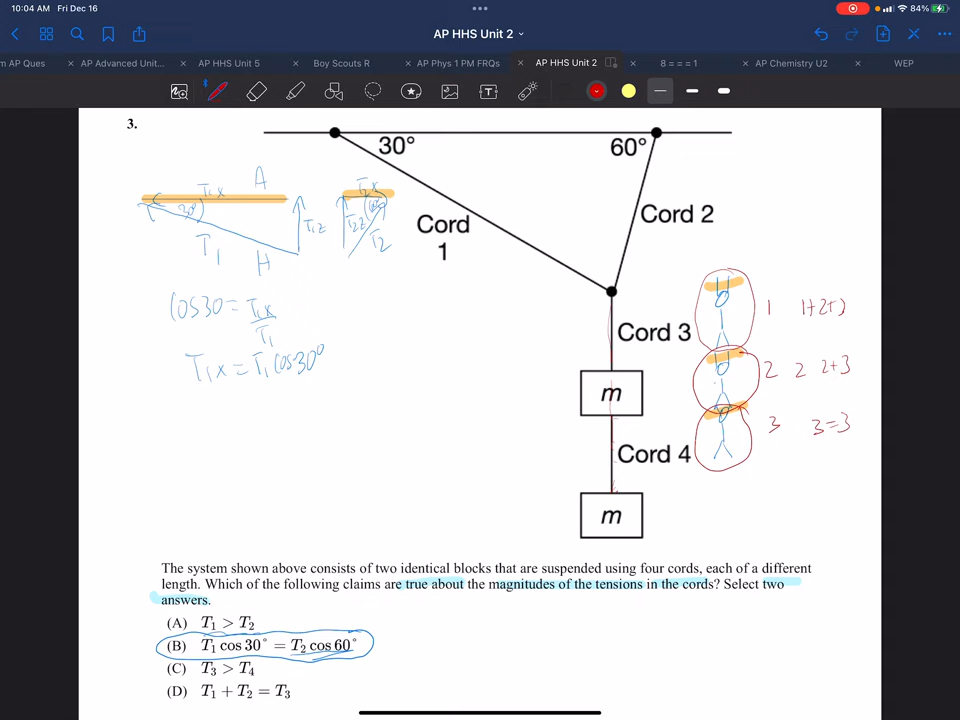 10:04 AM Fri Dec 16
84%
AP HHS Unit 2
m AP Ques
AP Advanced Unit...
AP HHS Unit 5
Boy Scouts R
AP Phys 1 PM FRQs
AP HHS Unit 2
8 = = = 1
AP Chemistry U2
WEP
3.
30°
60°
T1x A
T2x
30°
T1z
T2z
T2
T1
H
Cord
1
Cord 2
cos30 = T1x
T1
T1x = T1 cos30°
Cord 3
m
Cord 4
m
1
2 2 2+3
3 3=3
The system shown above consists of two identical blocks that are suspended using four cords, each of a different
length. Which of the following claims are true about the magnitudes of the tensions in the cords? Select two
answers.
(A) T₁ > T₂
(B) T₁ cos 30° = T₂ cos 60°
(C) T₃ > T₄
(D) T₁ + T₂ = T₃